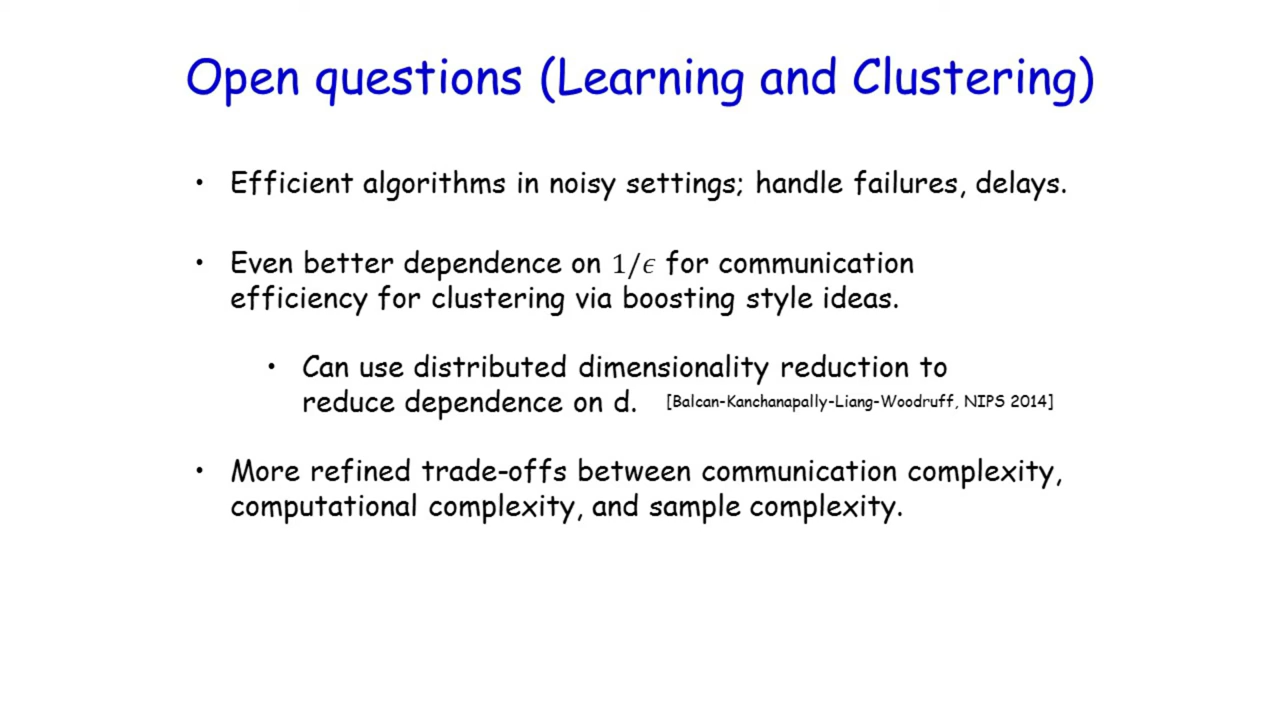 Open questions (Learning and Clustering)
• Efficient algorithms in noisy settings; handle failures, delays.
• Even better dependence on 1/ϵ for communication
efficiency for clustering via boosting style ideas.
• Can use distributed dimensionality reduction to
reduce dependence on d. [Balcan-Kanchanapally-Liang-Woodruff, NIPS 2014]
• More refined trade-offs between communication complexity,
computational complexity, and sample complexity.